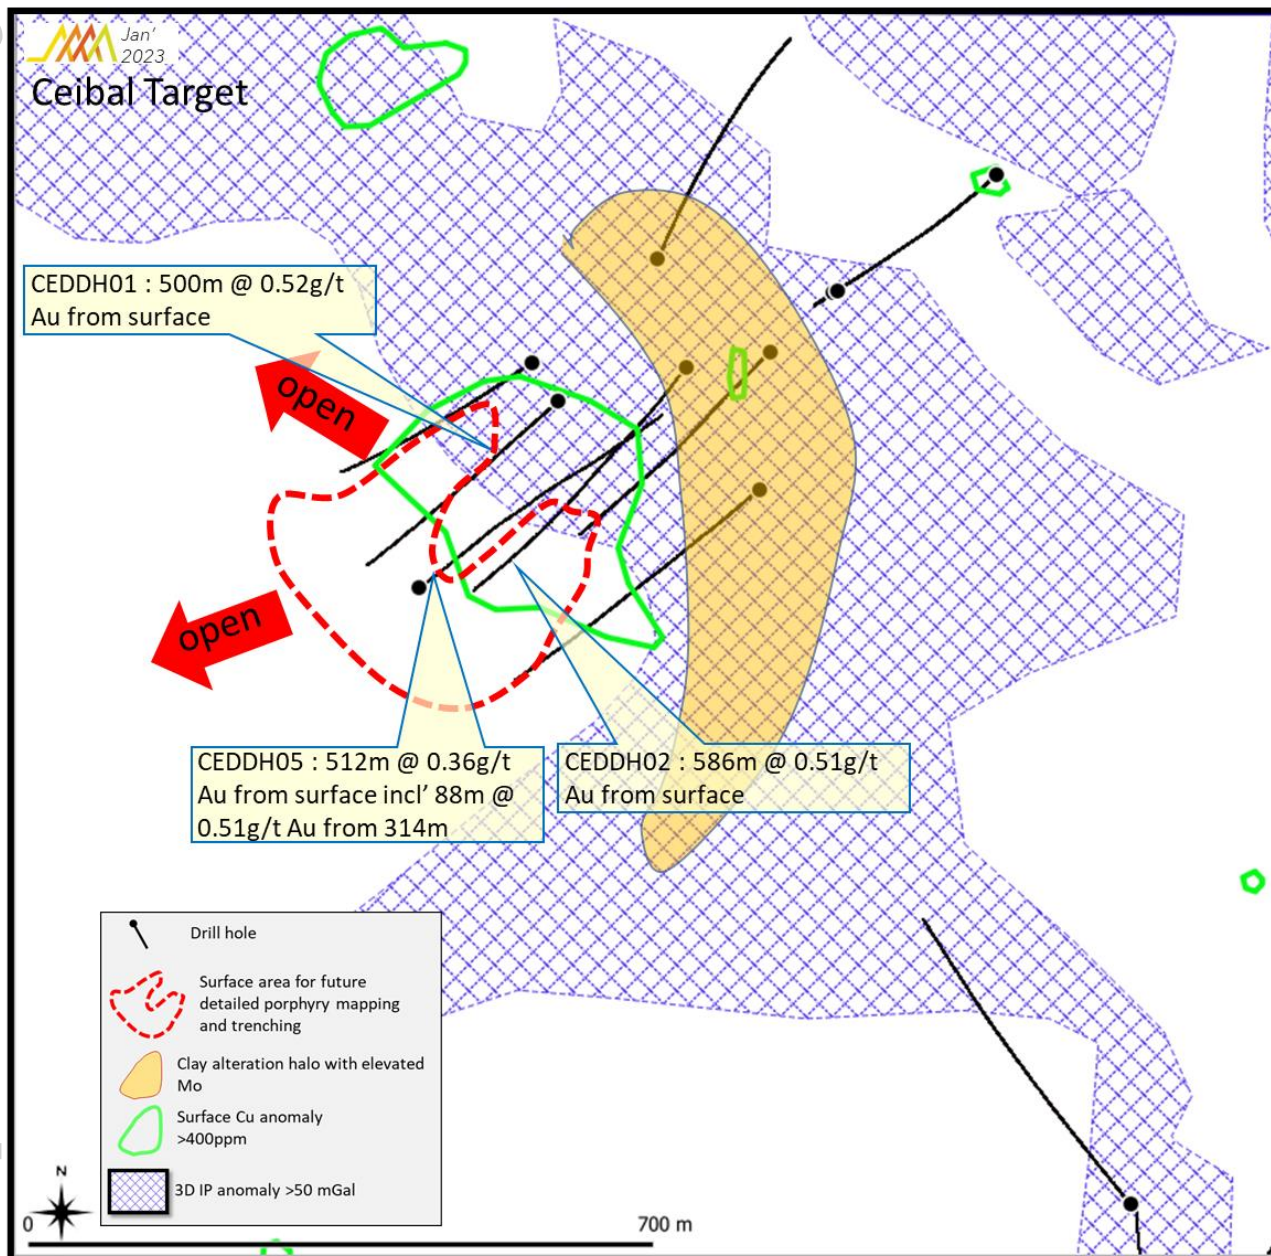 Jan’
2023
Ceibal Target
CEDDH01 : 500m @ 0.52g/t
Au from surface
open
open
CEDDH05 : 512m @ 0.36g/t
Au from surface incl’ 88m @
0.51g/t Au from 314m
CEDDH02 : 586m @ 0.51g/t
Au from surface
Drill hole
Surface area for future
detailed porphyry mapping
and trenching
Clay alteration halo with elevated
Mo
Surface Cu anomaly
>400ppm
3D IP anomaly >50 mGal
N
0
700 m